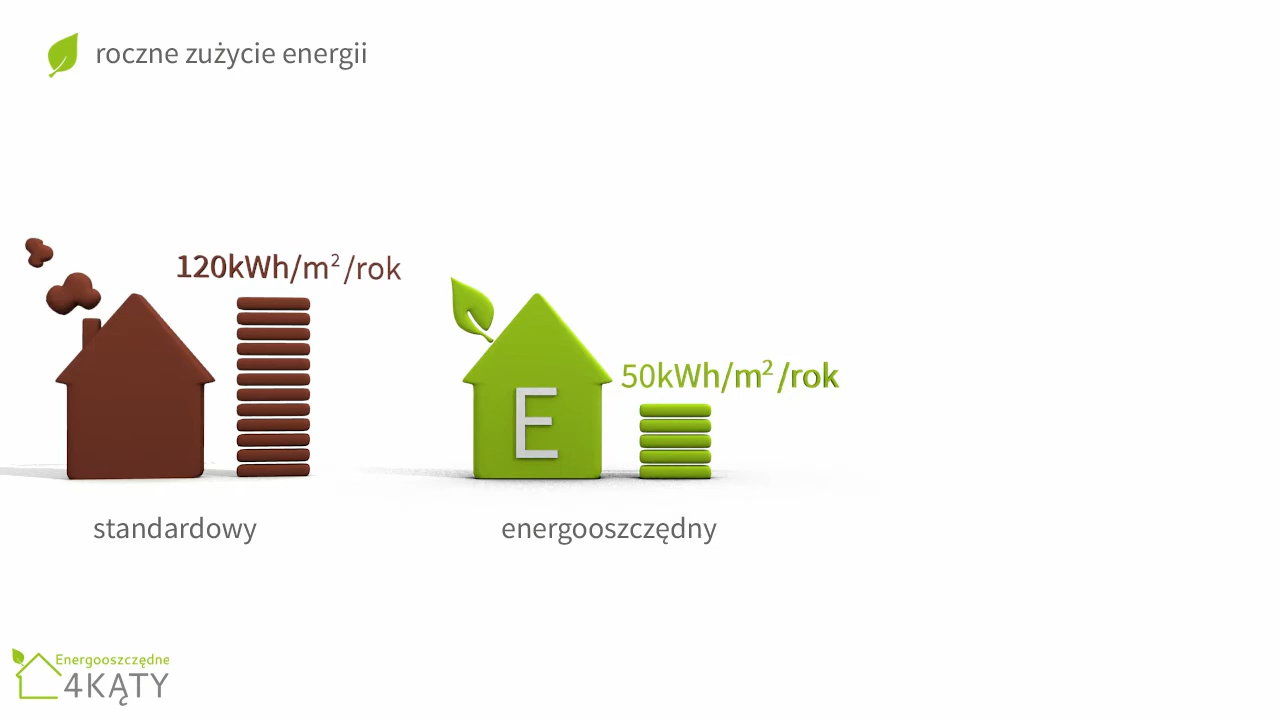 roczne zużycie energii
120kWh/m²/rok
50kWh/m²/rok
E
standardowy
energooszczędny
Energooszczędne
4KĄTY